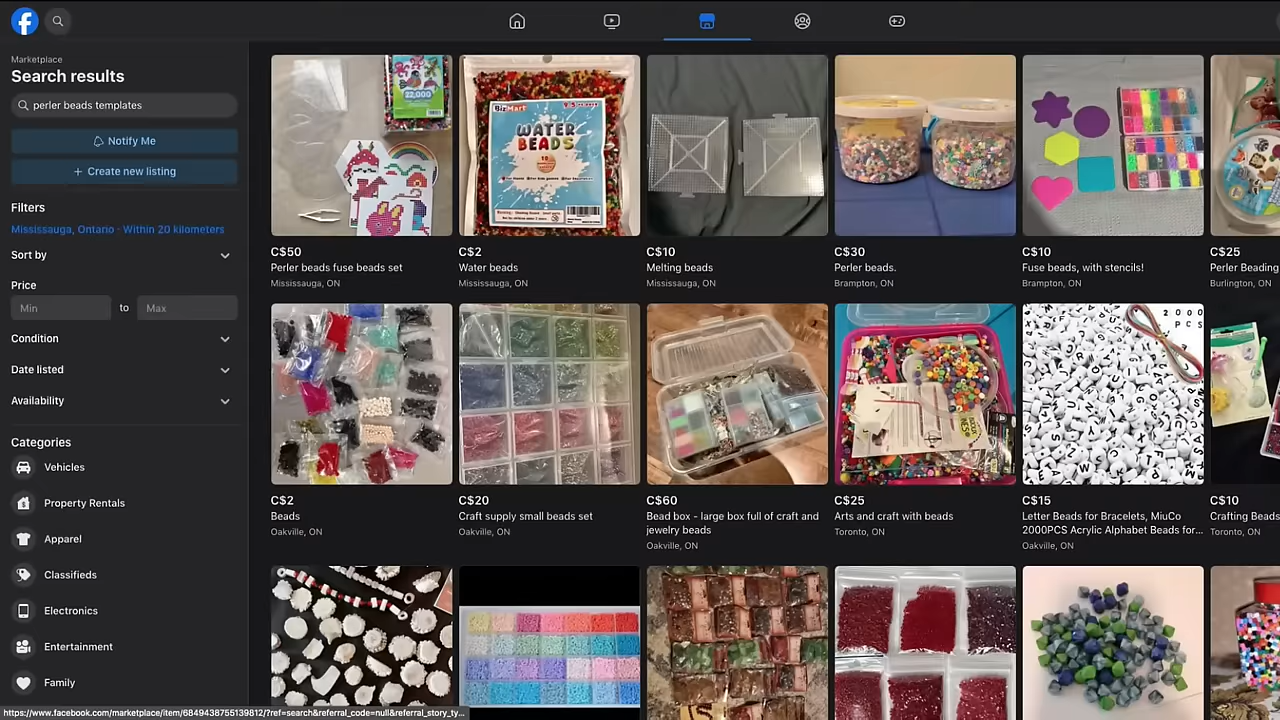 Marketplace
Search results
perler beads templates
Notify Me
+ Create new listing
Filters
Mississauga, Ontario · Within 20 kilometers
Sort by
Price
Min
to
Max
Condition
Date listed
Availability
Categories
Vehicles
Property Rentals
Apparel
Classifieds
Electronics
Entertainment
Family
https://www.facebook.com/marketplace/item/6849438755139812/?ref=search&referral_code=null&referral_story_ty...
22,000
C$50
Perler beads fuse beads set
Mississauga, ON
BizMart
WATER
BEADS
C$2
Water beads
Mississauga, ON
C$10
Melting beads
Mississauga, ON
C$30
Perler beads.
Brampton, ON
C$10
Fuse beads, with stencils!
Brampton, ON
C$25
Perler Beading
Burlington, ON
C$2
Beads
Oakville, ON
C$20
Craft supply small beads set
Oakville, ON
C$60
Bead box - large box full of craft and
jewelry beads
Oakville, ON
C$25
Arts and craft with beads
Toronto, ON
2000
PCS
C$15
Letter Beads for Bracelets, MiuCo
2000PCS Acrylic Alphabet Beads for...
Oakville, ON
C$10
Crafting Beads
Toronto, ON